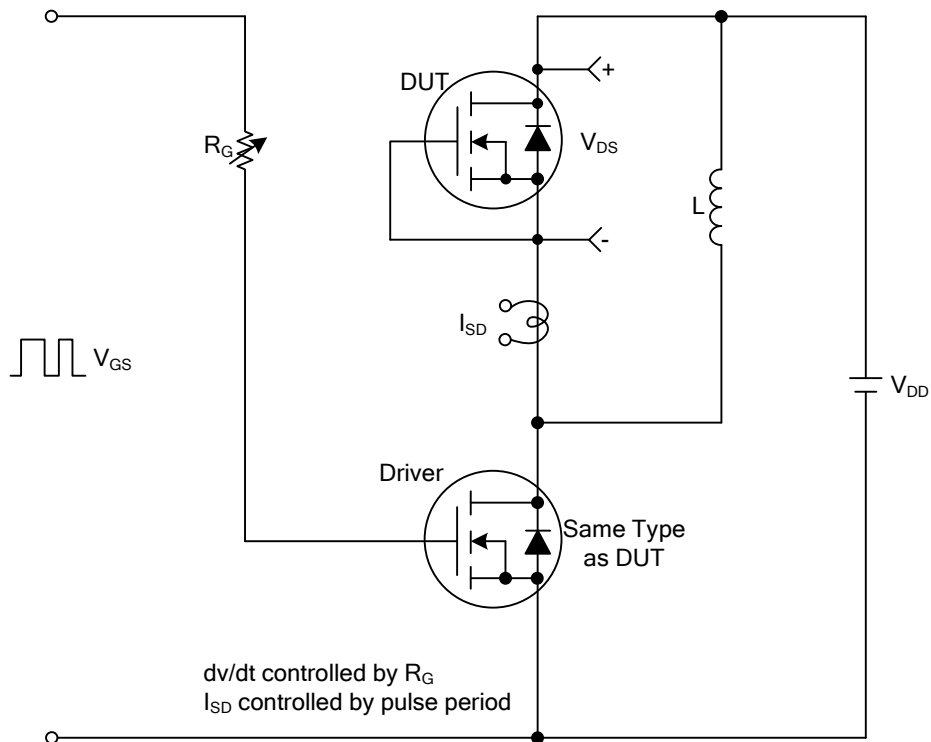 DUT
+
R_G
V_DS
L
-
I_SD
V_GS
V_DD
Driver
Same Type
as DUT
dv/dt controlled by R_G
I_SD controlled by pulse period